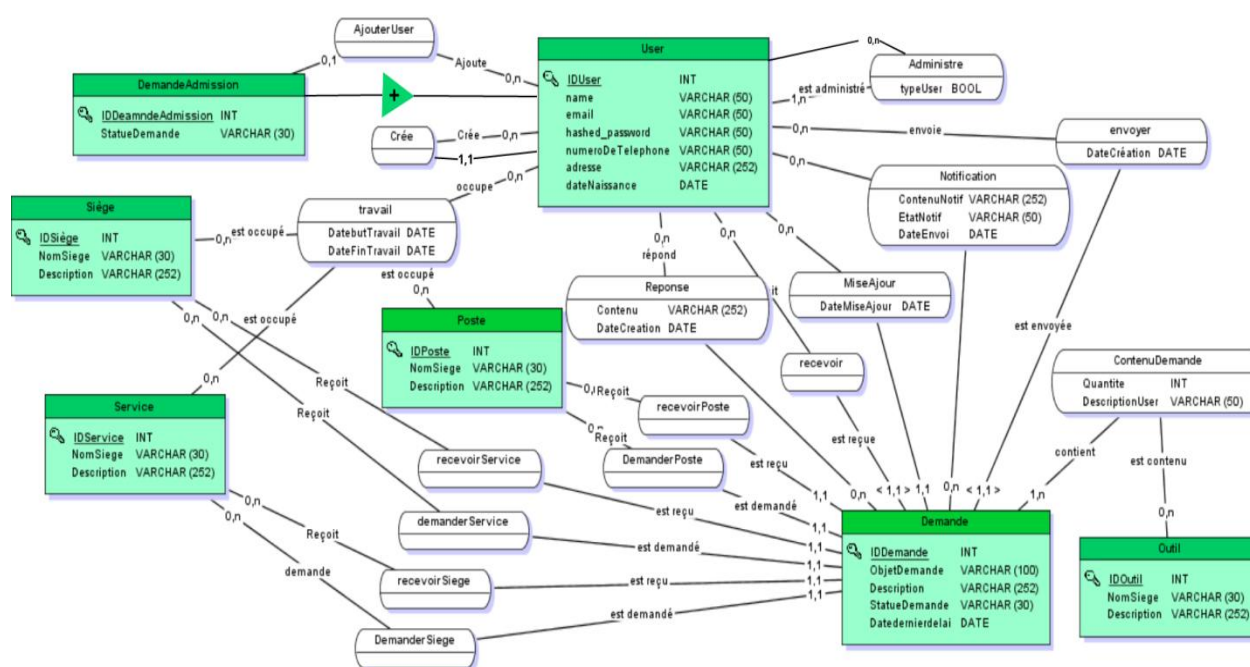 AjouterUser
0,1
Ajoute
0,n
DemandeAdmission
IDDeamndeAdmission INT
StatueDemande VARCHAR (30)
+
User
IDUser INT
name VARCHAR (50)
email VARCHAR (50)
hashed_password VARCHAR (50)
numeroDeTelephone VARCHAR (50)
adresse VARCHAR (252)
dateNaissance DATE
0,n
Administre
typeUser BOOL
est administré
1,n
Crée
Crée
0,n
1,1
0,n
envoie
envoyer
DateCréation DATE
0,n
Notification
ContenuNotif VARCHAR (252)
EtatNotif VARCHAR (50)
DateEnvoi DATE
occupe
0,n
Siége
IDSiège INT
NomSiege VARCHAR (30)
Description VARCHAR (252)
0,n
est occupé
travail
DatebutTravail DATE
DateFinTravail DATE
est occupé
0,n
0,n
répond
0,n
0,n
Reponse
Contenu VARCHAR (252)
DateCreation DATE
it
MiseAjour
DateMiseAjour DATE
est envoyée
0,n
0,n
est occupé
0,n
Poste
IDPoste INT
NomSiege VARCHAR (30)
Description VARCHAR (252)
recevoir
ContenuDemande
Quantite INT
DescriptionUser VARCHAR (50)
Reçoit
Reçoit
Reçoit
recevoirPoste
0,n
Reçoit
DemanderPoste
Service
IDService INT
NomSiege VARCHAR (30)
Description VARCHAR (252)
recevoirService
est reçu
est reçue
contient
est contenu
0,n
0,n
Reçoit
demande
demanderService
est reçu
est demandé
est demandé
1,1
1,1
1,1
1,1
1,1
1,1
0,n
< 1,1 >
1,1
0,n
< 1,1 >
1,n
0,n
Demande
IDDemande INT
ObjetDemande VARCHAR (100)
Description VARCHAR (252)
StatueDemande VARCHAR (30)
Datedernierdelai DATE
Outil
IDOutil INT
NomSiege VARCHAR (30)
Description VARCHAR (252)
recevoirSiege
est reçu
DemanderSiege
est demandé